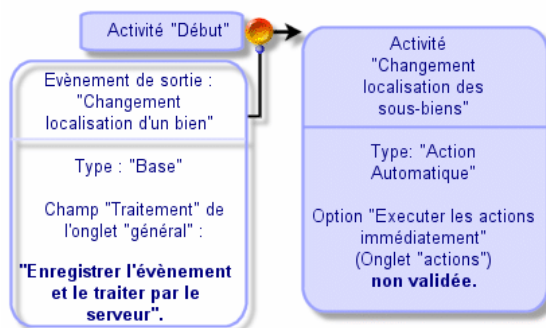 Activité "Début"
Evènement de sortie :
"Changement
localisation d'un bien"
Type : "Base"
Champ "Traitement" de
l'onglet "général" :
"Enregistrer l'évènement
et le traiter par le
serveur".
Activité
"Changement
localisation des
sous-biens"
Type: "Action
Automatique"
Option "Executer les actions
immédiatement"
(Onglet "actions")
non validée.